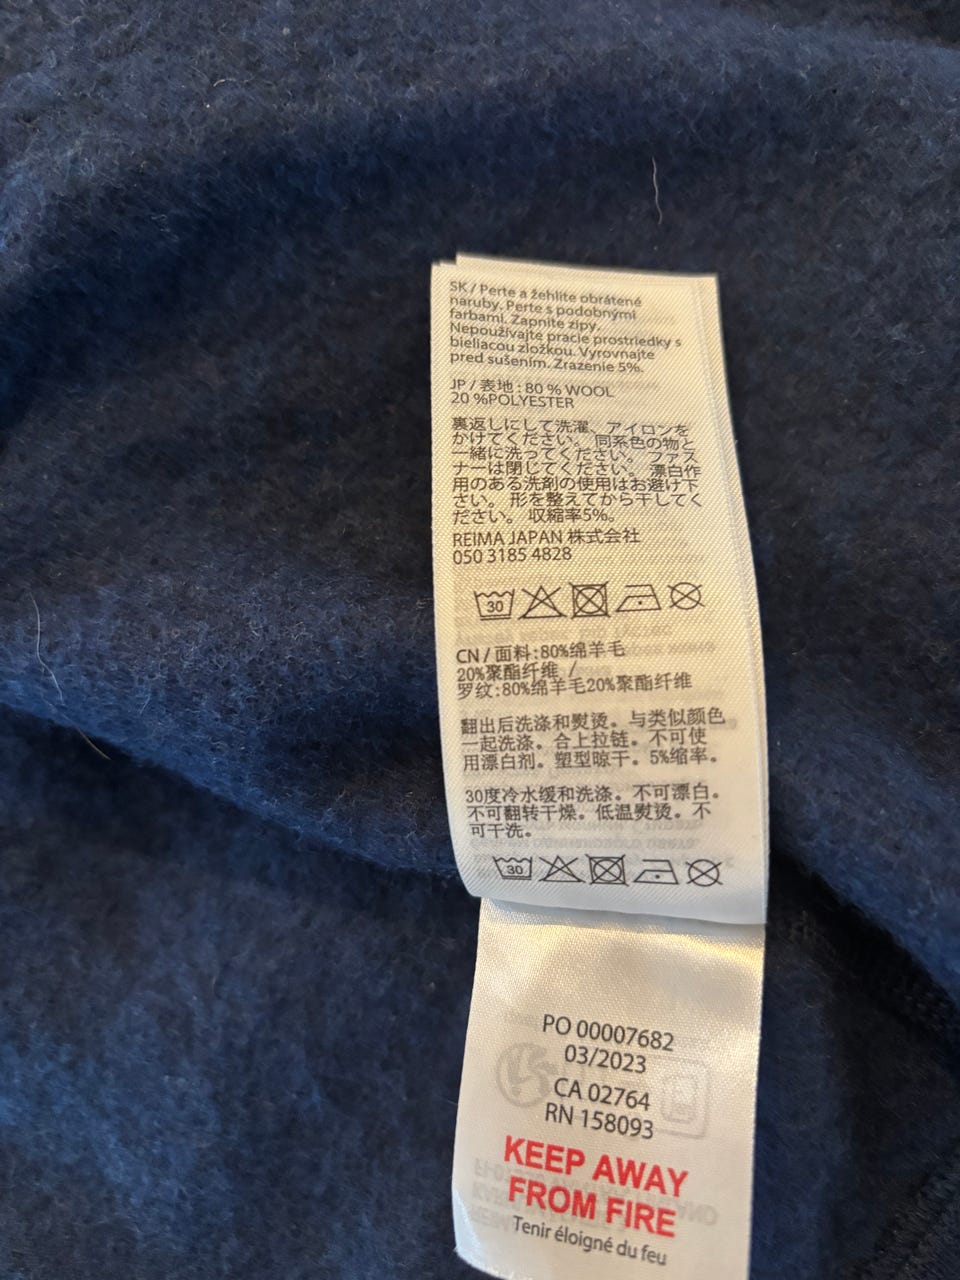 SK / Perte a žehlite obrátené
naruby. Perte s podobnými
farbami. Zapnite zipy.
Nepoužívajte pracie prostriedky s
bieliacou zložkou. Vyrovnajte
pred sušením. Zrazenie 5%.
JP / 表地 : 80 % WOOL
20 %POLYESTER
裏返しにして洗濯、アイロンを
かけてください。 同系色の物と
一緒に洗ってください。 ファス
ナーは閉じてください。 漂白作
用のある洗剤の使用はお避け下
さい。 形を整えてから干してく
ださい。 収縮率5%。
REIMA JAPAN 株式会社
050 3185 4828
30
CN / 面料:80%绵羊毛
20%聚酯纤维 /
罗纹:80%绵羊毛20%聚酯纤维
翻出后洗涤和熨烫。与类似颜色
一起洗涤。合上拉链。不可使
用漂白剂。塑型晾干。5%缩率。
30度冷水缓和洗涤。不可漂白。
不可翻转干燥。低温熨烫。不
可干洗。
30
PO 00007682
03/2023
CA 02764
RN 158093
KEEP AWAY
FROM FIRE
Tenir éloigné du feu